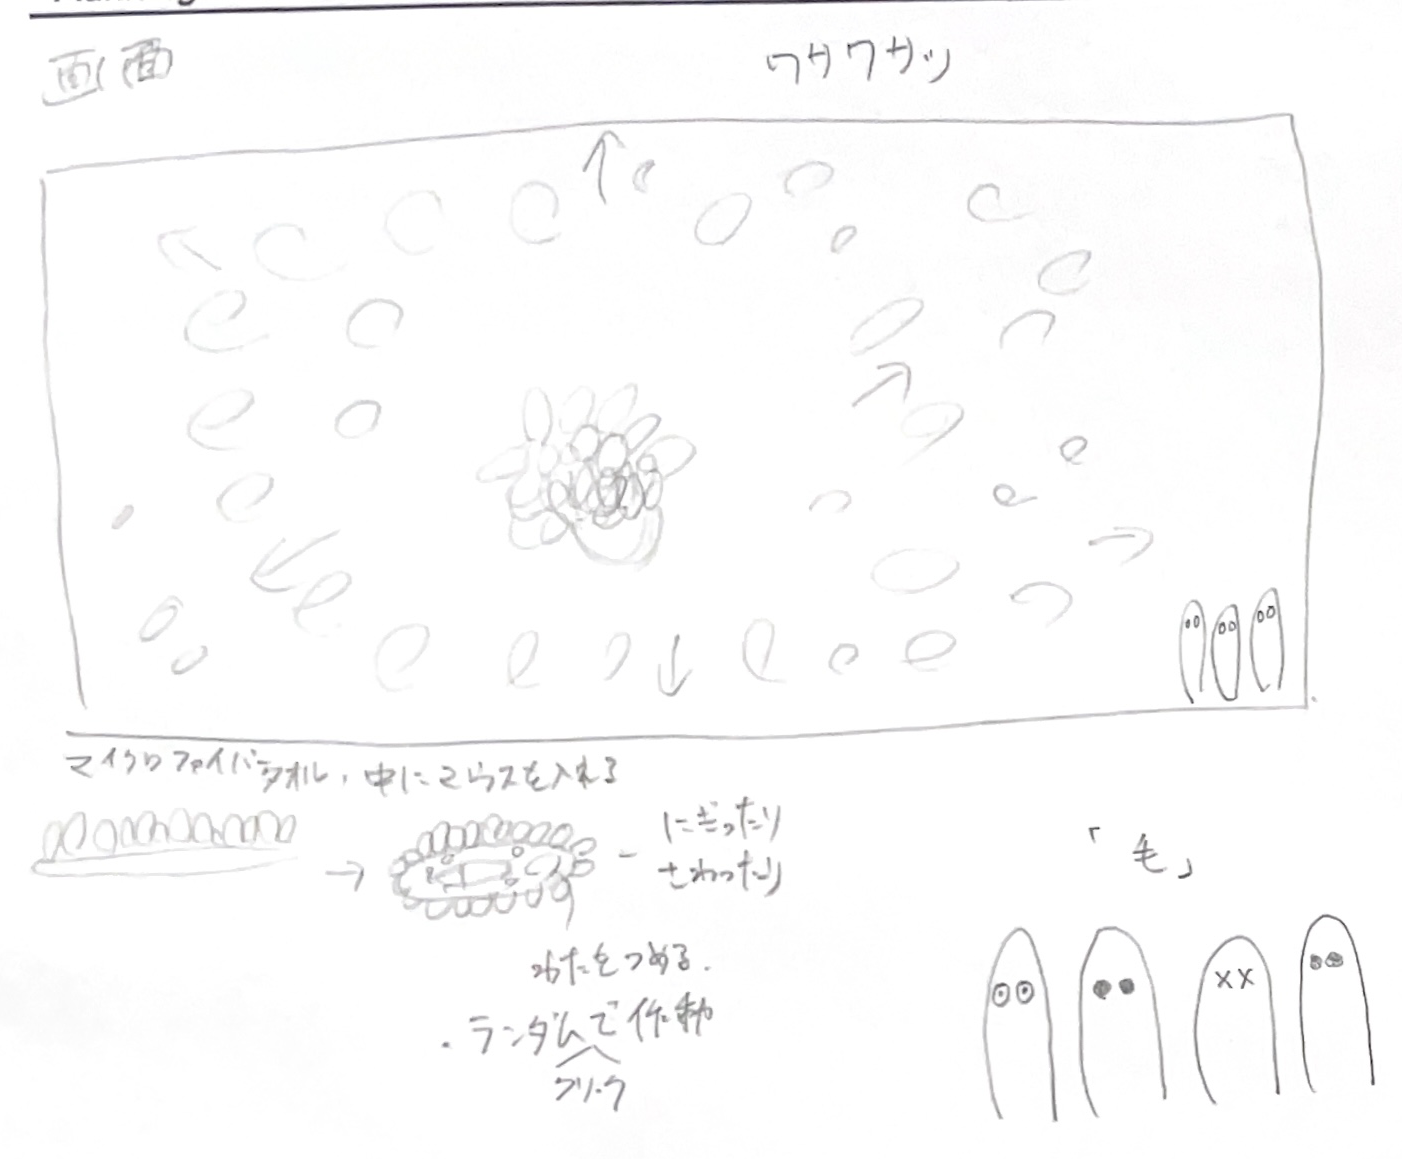 画面
ワサワサッ
マイクロファイバータオル、中にマウスを入れる
にぎったり
さわったり
「毛」
わたをつめる.
・ランダムで作動
クリック